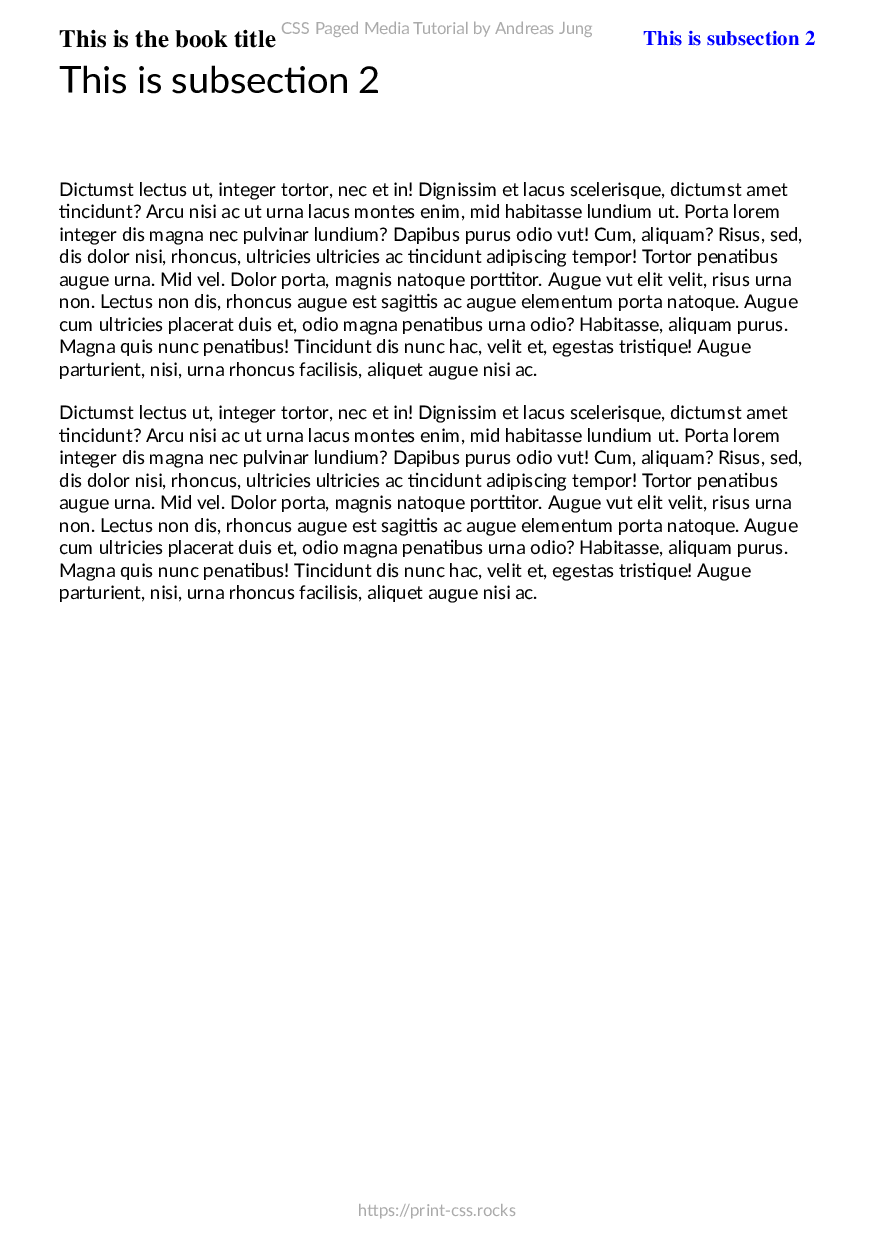 This is the book title CSS Paged Media Tutorial by Andreas Jung This is subsection 2
This is subsection 2
Dictumst lectus ut, integer tortor, nec et in! Dignissim et lacus scelerisque, dictumst amet
tincidunt? Arcu nisi ac ut urna lacus montes enim, mid habitasse lundium ut. Porta lorem
integer dis magna nec pulvinar lundium? Dapibus purus odio vut! Cum, aliquam? Risus, sed,
dis dolor nisi, rhoncus, ultricies ultricies ac tincidunt adipiscing tempor! Tortor penatibus
augue urna. Mid vel. Dolor porta, magnis natoque porttitor. Augue vut elit velit, risus urna
non. Lectus non dis, rhoncus augue est sagittis ac augue elementum porta natoque. Augue
cum ultricies placerat duis et, odio magna penatibus urna odio? Habitasse, aliquam purus.
Magna quis nunc penatibus! Tincidunt dis nunc hac, velit et, egestas tristique! Augue
parturient, nisi, urna rhoncus facilisis, aliquet augue nisi ac.
Dictumst lectus ut, integer tortor, nec et in! Dignissim et lacus scelerisque, dictumst amet
tincidunt? Arcu nisi ac ut urna lacus montes enim, mid habitasse lundium ut. Porta lorem
integer dis magna nec pulvinar lundium? Dapibus purus odio vut! Cum, aliquam? Risus, sed,
dis dolor nisi, rhoncus, ultricies ultricies ac tincidunt adipiscing tempor! Tortor penatibus
augue urna. Mid vel. Dolor porta, magnis natoque porttitor. Augue vut elit velit, risus urna
non. Lectus non dis, rhoncus augue est sagittis ac augue elementum porta natoque. Augue
cum ultricies placerat duis et, odio magna penatibus urna odio? Habitasse, aliquam purus.
Magna quis nunc penatibus! Tincidunt dis nunc hac, velit et, egestas tristique! Augue
parturient, nisi, urna rhoncus facilisis, aliquet augue nisi ac.
https://print-css.rocks